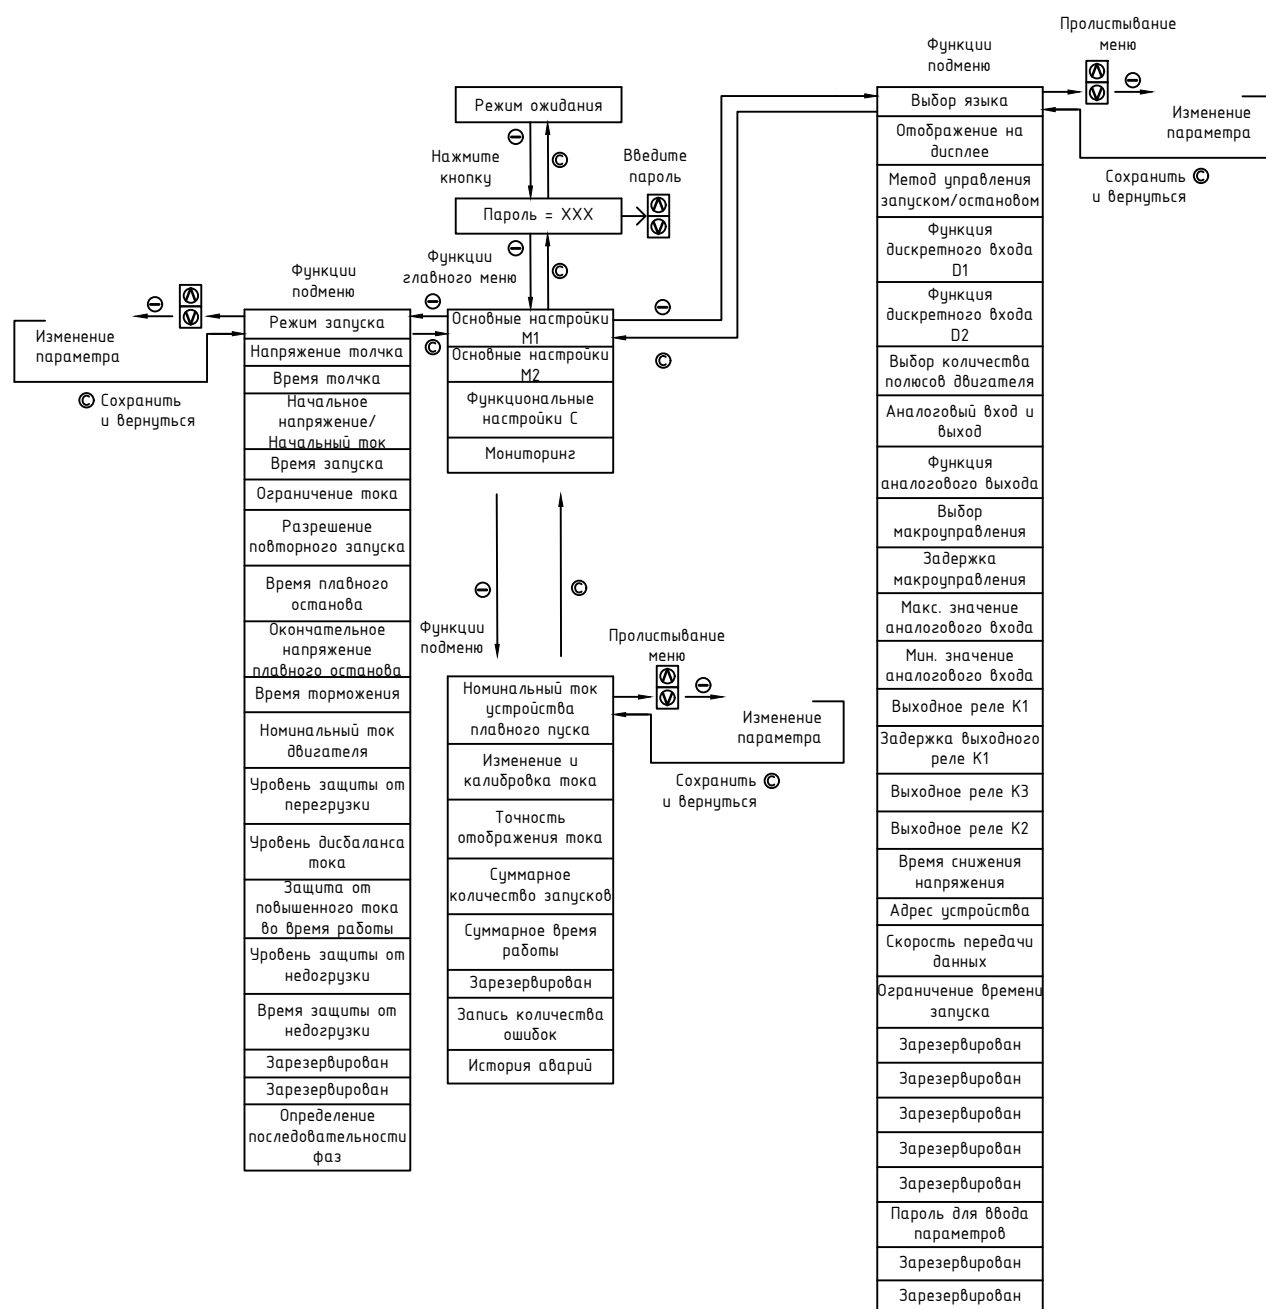 Режим ожидания
Нажмите
кнопку
Введите
пароль
Пароль = XXX
Функции
главного меню
Основные настройки
М1
Основные настройки
М2
Функциональные
настройки С
Мониторинг
Функции
подменю
Режим запуска
Напряжение толчка
Время толчка
Начальное
напряжение/
Начальный ток
Время запуска
Ограничение тока
Разрешение
повторного запуска
Время плавного
останова
Окончательное
напряжение
плавного останова
Время торможения
Номинальный ток
двигателя
Уровень защиты от
перегрузки
Уровень дисбаланса
тока
Защита от
повышенного тока
во время работы
Уровень защиты от
недогрузки
Время защиты от
недогрузки
Зарезервирован
Зарезервирован
Определение
последовательности
фаз
Изменение
параметра
С Сохранить
и вернуться
С
С
С
С
С
Функции
подменю
Номинальный ток
устройства
плавного пуска
Изменение и
калибровка тока
Точность
отображения тока
Суммарное
количество запусков
Суммарное время
работы
Зарезервирован
Запись количества
ошибок
История аварий
Пролистывание
меню
Изменение
параметра
Сохранить С
и вернуться
Функции
подменю
Выбор языка
Отображение на
дисплее
Метод управления
запуском/остановом
Функция
дискретного входа
D1
Функция
дискретного входа
D2
Выбор количества
полюсов двигателя
Аналоговый вход и
выход
Функция
аналогового выхода
Выбор
макроуправления
Задержка
макроуправления
Макс. значение
аналогового входа
Мин. значение
аналогового входа
Выходное реле К1
Задержка выходного
реле К1
Выходное реле К3
Выходное реле К2
Время снижения
напряжения
Адрес устройства
Скорость передачи
данных
Ограничение времени
запуска
Зарезервирован
Зарезервирован
Зарезервирован
Зарезервирован
Зарезервирован
Пароль для ввода
параметров
Зарезервирован
Зарезервирован
Пролистывание
меню
Изменение
параметра
Сохранить С
и вернуться